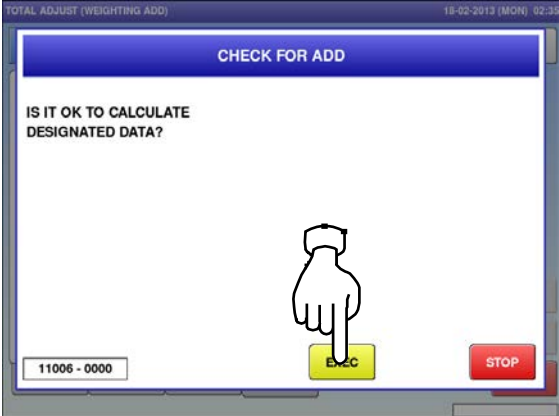 TOTAL ADJUST (WEIGHTING ADD) 18-02-2013 (MON) 02:35
CHECK FOR ADD
IS IT OK TO CALCULATE
DESIGNATED DATA?
11006 - 0000
EXEC
STOP